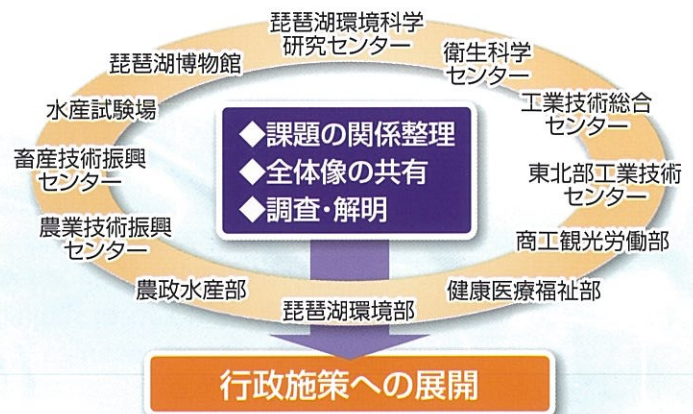 琵琶湖環境科学
研究センター
衛生科学
センター
工業技術総合
センター
東北部工業技術
センター
商工観光労働部
健康医療福祉部
琵琶湖環境部
農政水産部
農業技術振興
センター
畜産技術振興
センター
水産試験場
琵琶湖博物館
◆課題の関係整理
◆全体像の共有
◆調査・解明
行政施策への展開